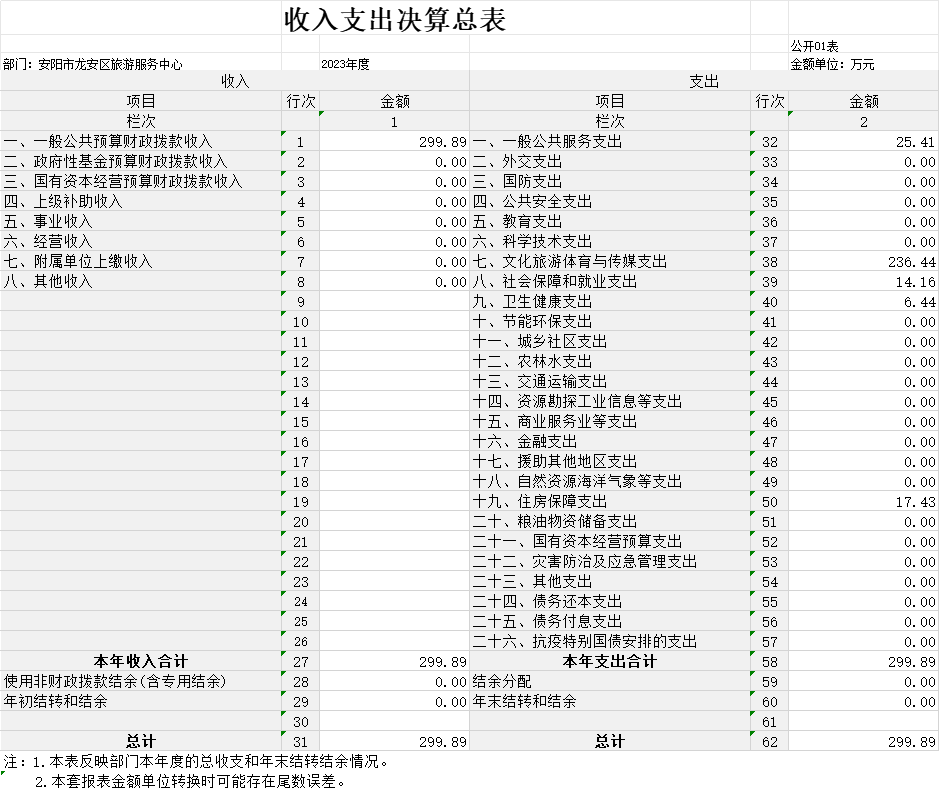 收入支出决算总表
公开01表
部门：安阳市龙安区旅游服务中心 2023年度 金额单位：万元
收入 支出
项目 行次 金额 项目 行次 金额
栏次 1 栏次 2
一、一般公共预算财政拨款收入 1 299.89 一、一般公共服务支出 32 25.41
二、政府性基金预算财政拨款收入 2 0.00 二、外交支出 33 0.00
三、国有资本经营预算财政拨款收入 3 0.00 三、国防支出 34 0.00
四、上级补助收入 4 0.00 四、公共安全支出 35 0.00
五、事业收入 5 0.00 五、教育支出 36 0.00
六、经营收入 6 0.00 六、科学技术支出 37 0.00
七、附属单位上缴收入 7 0.00 七、文化旅游体育与传媒支出 38 236.44
八、其他收入 8 0.00 八、社会保障和就业支出 39 14.16
9 九、卫生健康支出 40 6.44
10 十、节能环保支出 41 0.00
11 十一、城乡社区支出 42 0.00
12 十二、农林水支出 43 0.00
13 十三、交通运输支出 44 0.00
14 十四、资源勘探工业信息等支出 45 0.00
15 十五、商业服务业等支出 46 0.00
16 十六、金融支出 47 0.00
17 十七、援助其他地区支出 48 0.00
18 十八、自然资源海洋气象等支出 49 0.00
19 十九、住房保障支出 50 17.43
20 二十、粮油物资储备支出 51 0.00
21 二十一、国有资本经营预算支出 52 0.00
22 二十二、灾害防治及应急管理支出 53 0.00
23 二十三、其他支出 54 0.00
24 二十四、债务还本支出 55 0.00
25 二十五、债务付息支出 56 0.00
26 二十六、抗疫特别国债安排的支出 57 0.00
本年收入合计 27 299.89 本年支出合计 58 299.89
使用非财政拨款结余(含专用结余) 28 0.00 结余分配 59 0.00
年初结转和结余 29 0.00 年末结转和结余 60 0.00
30 61
总计 31 299.89 总计 62 299.89
注：1.本表反映部门本年度的总收支和年末结转结余情况。
2.本套报表金额单位转换时可能存在尾数误差。